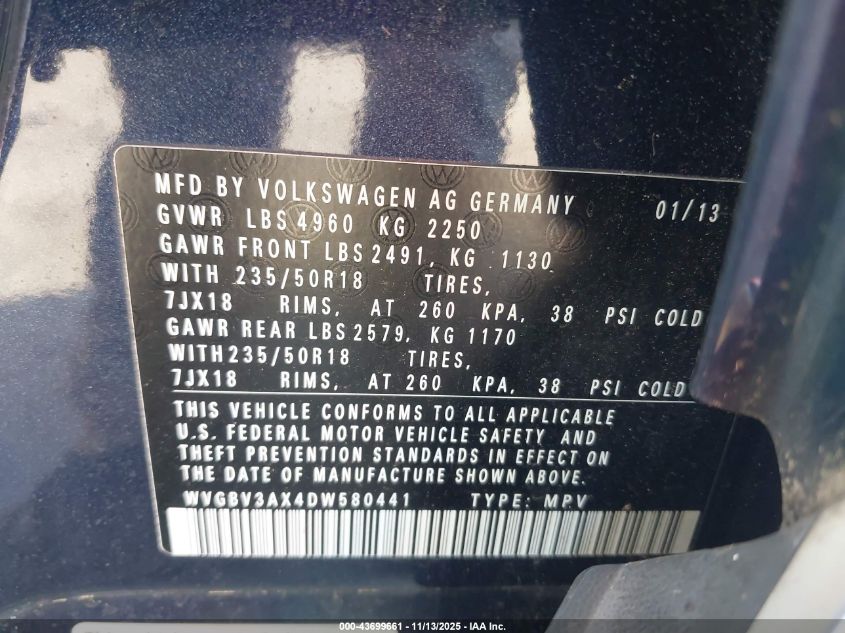 MFD BY VOLKSWAGEN AG GERMANY 01/13
GVWR LBS 4960 KG 2250
GAWR FRONT LBS 2491, KG 1130
WITH 235/50R18 TIRES,
7JX18 RIMS, AT 260 KPA, 38 PSI COLD
GAWR REAR LBS 2579, KG 1170
WITH 235/50R18 TIRES,
7JX18 RIMS, AT 260 KPA, 38 PSI COLD
THIS VEHICLE CONFORMS TO ALL APPLICABLE
U.S. FEDERAL MOTOR VEHICLE SAFETY AND
THEFT PREVENTION STANDARDS IN EFFECT ON
THE DATE OF MANUFACTURE SHOWN ABOVE.
WVGBV3AX4DW580441 TYPE: MPV
000-43699661 - 11/13/2025 - IAA Inc.